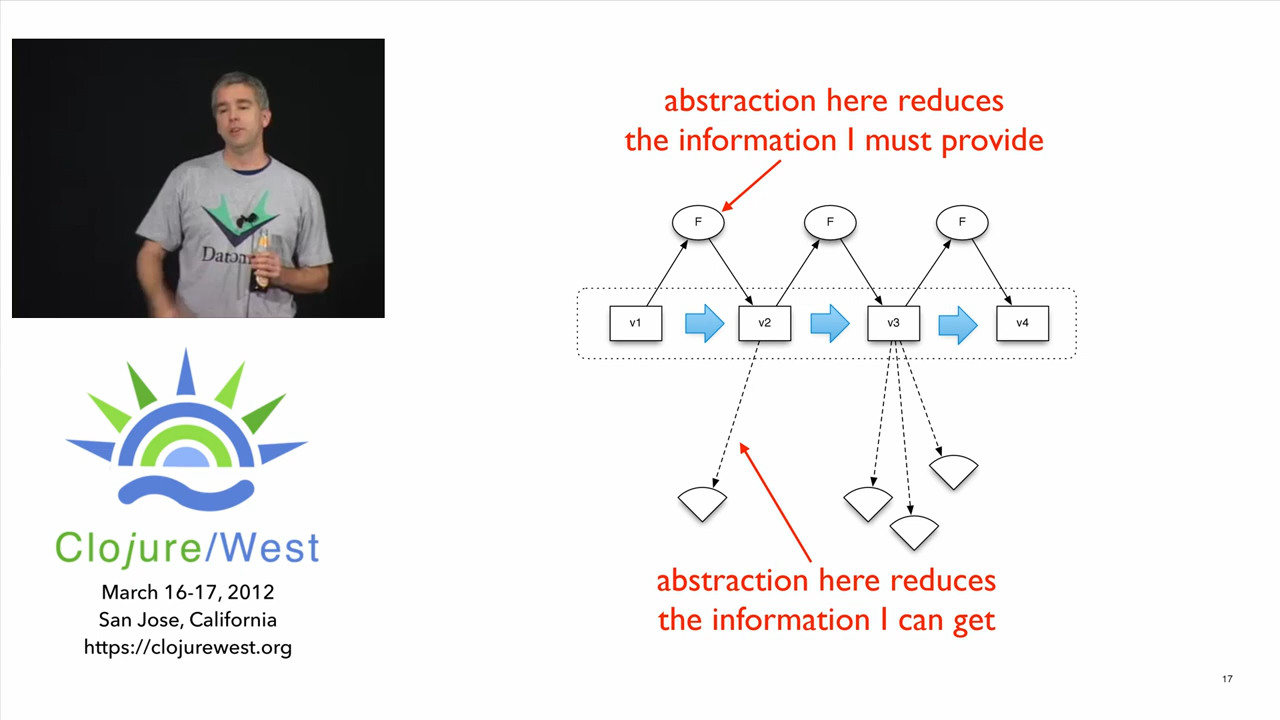 abstraction here reduces
the information I must provide
F F F
v1 v2 v3 v4
abstraction here reduces
the information I can get
17
Clojure/West
March 16-17, 2012
San Jose, California
https://clojurewest.org